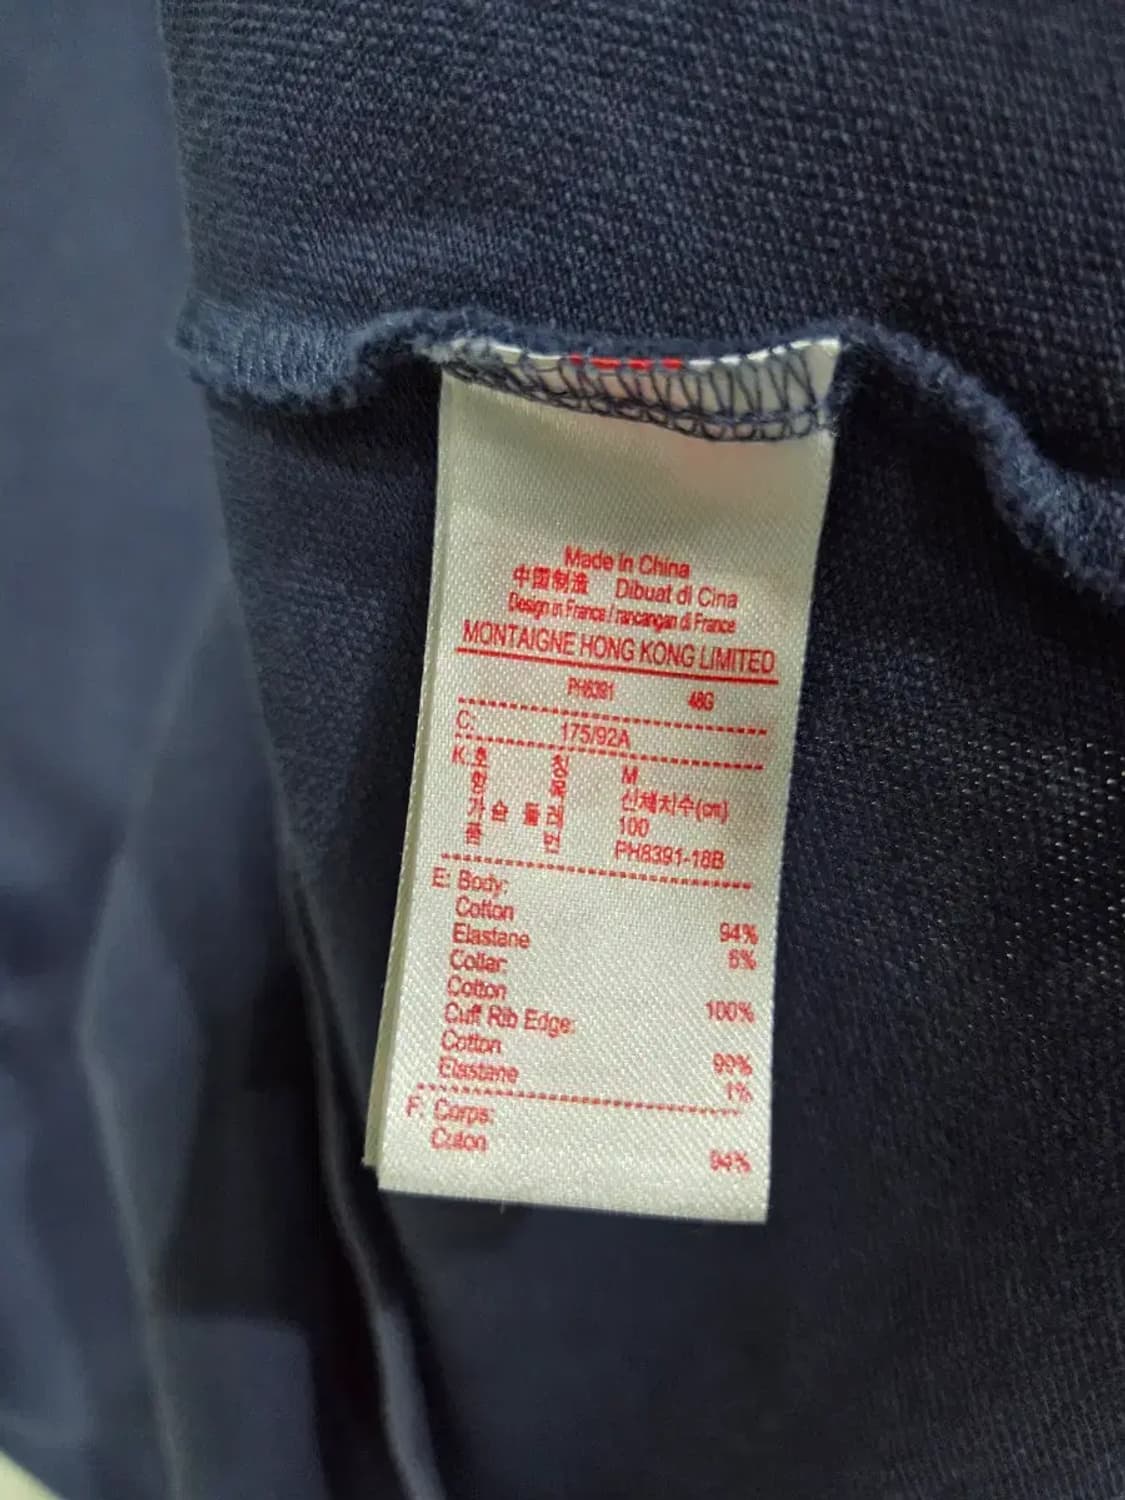 Made in China
中国制造 Dibuat di Cina
Design in France / rancangan di France
MONTAIGNE HONG KONG LIMITED
PH8391 48G
C: 175/92A
K: 호 칭 M
항 목 신체치수(cm)
가 슴 둘 레 100
품 번 PH8391-18B
E: Body:
Cotton 94%
Elastane 6%
Collar:
Cotton 100%
Cuff Rib Edge:
Cotton 99%
Elastane 1%
F: Corps:
Coton 94%